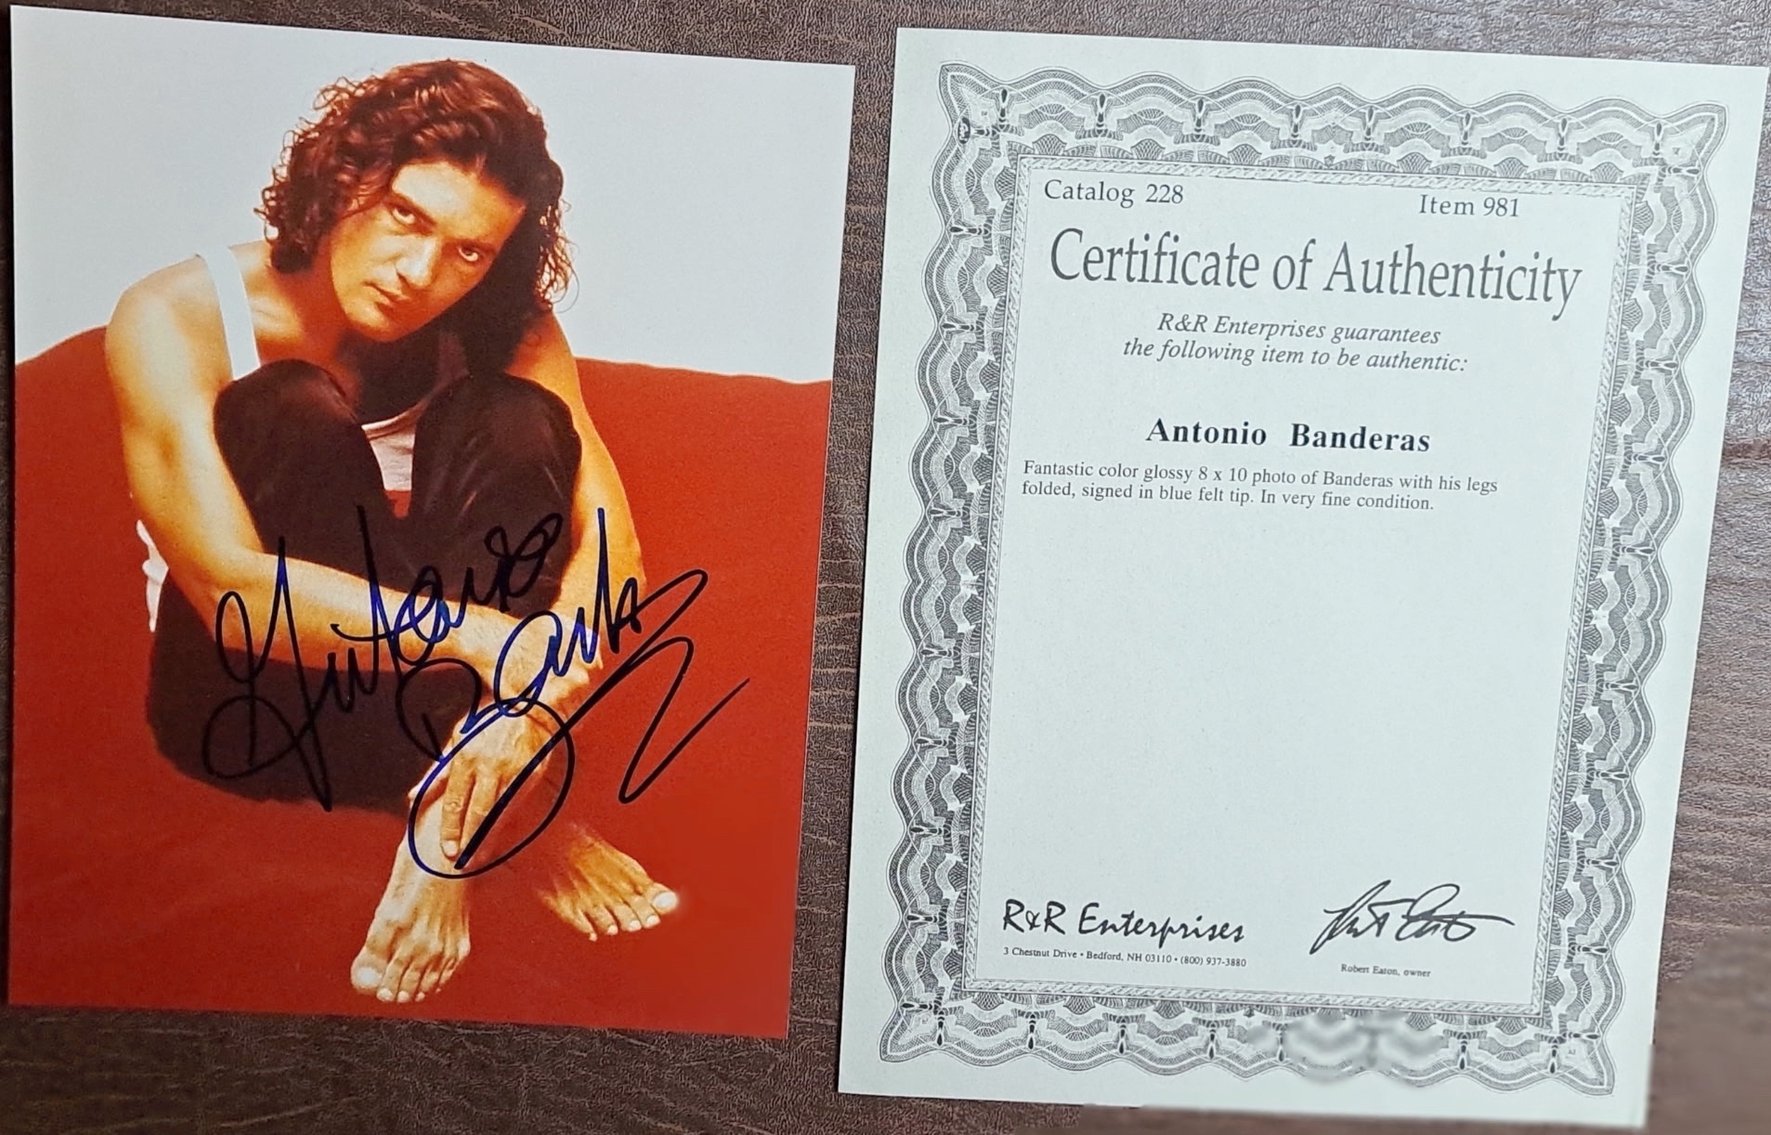 Antonio
Banderas
Catalog 228
Item 981
Certificate of Authenticity
R&R Enterprises guarantees
the following item to be authentic:
Antonio Banderas
Fantastic color glossy 8 x 10 photo of Banderas with his legs
folded, signed in blue felt tip. In very fine condition.
R&R Enterprises
3 Chestnut Drive • Bedford, NH 03110 • (800) 937-3880
Robert Eaton, owner